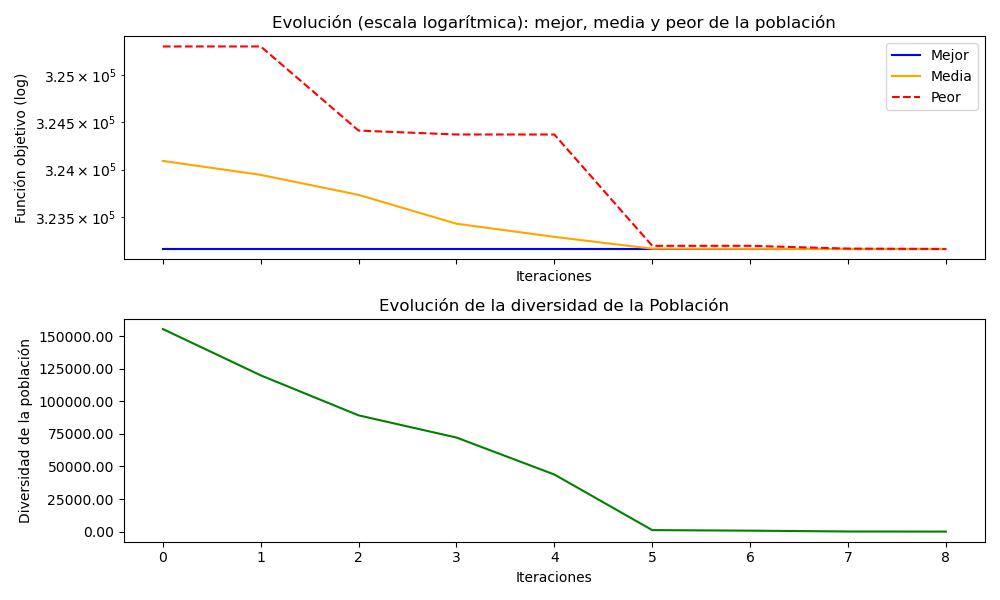 Evolución (escala logarítmica): mejor, media y peor de la población
Función objetivo (log)
3.25 × 10⁵
3.245 × 10⁵
3.24 × 10⁵
3.235 × 10⁵
Mejor
Media
Peor
Iteraciones
Evolución de la diversidad de la Población
Diversidad de la población
150000.00
125000.00
100000.00
75000.00
50000.00
25000.00
0.00
0 1 2 3 4 5 6 7 8
Iteraciones